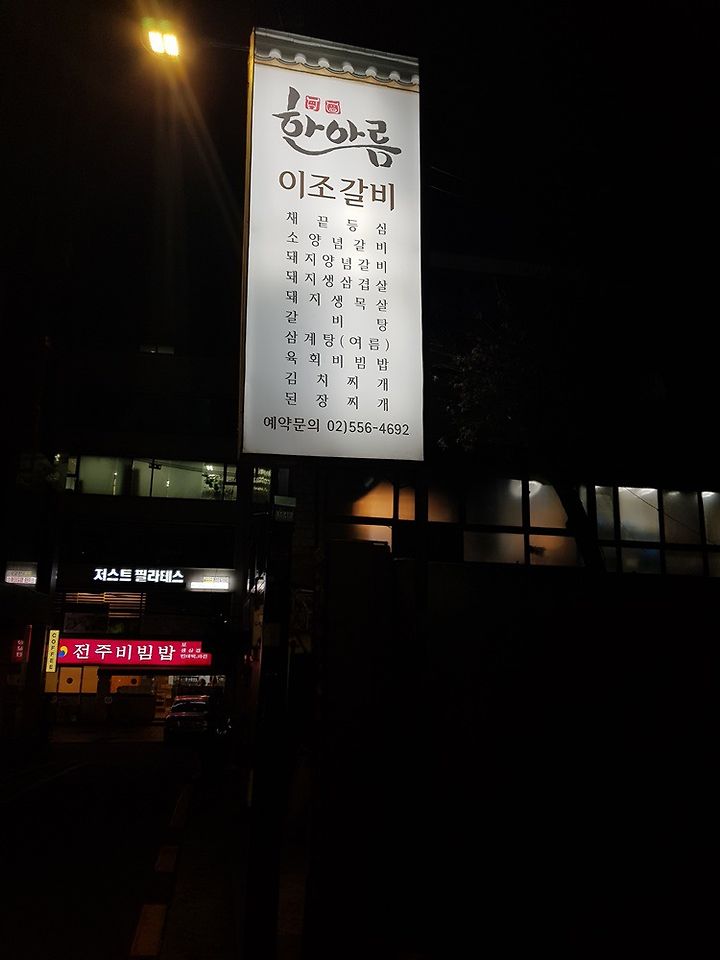 한아름
이조갈비
채끝등심
소양념갈비
돼지양념갈비
돼지생삼겹살
돼지생목살
갈비탕
삼계탕(여름)
육회비빔밥
김치찌개
된장찌개
예약문의 02)556-4692
저스트 필라테스
COFFEE
전주비빔밥